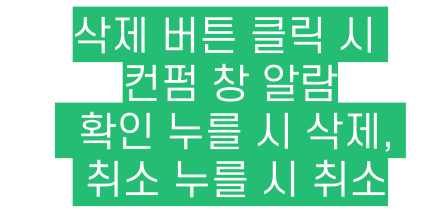 삭제 버튼 클릭 시
컨펌 창 알람
확인 누를 시 삭제,
취소 누를 시 취소